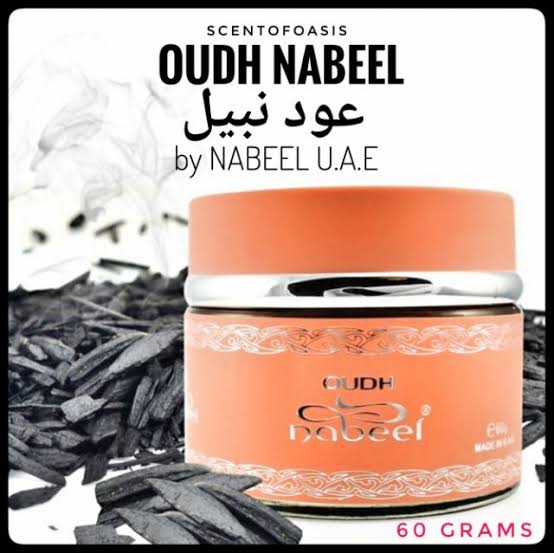 SCENTOFOASIS
OUDH NABEEL
عود نبيل
by NABEEL U.A.E
OUDH
nabeel®
MADE IN U.A.E
60 GRAMS